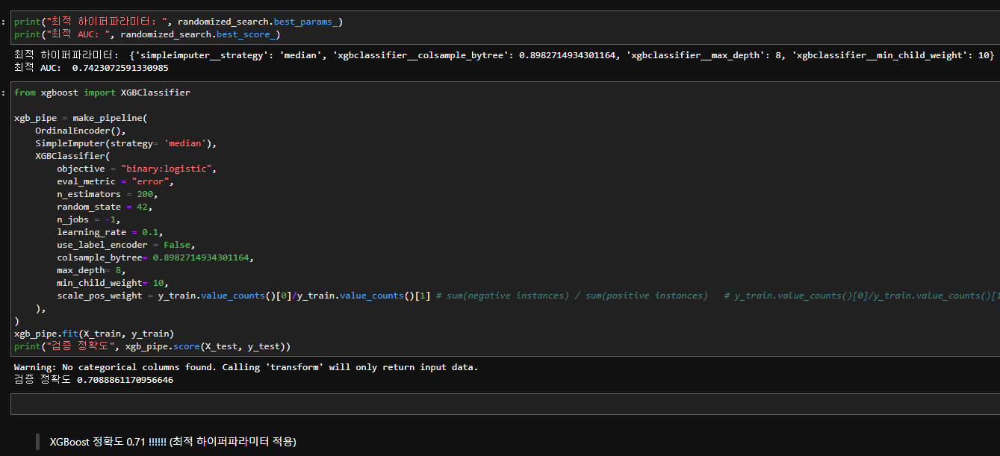 : print("최적 하이퍼파라미터: ", randomized_search.best_params_)
print("최적 AUC: ", randomized_search.best_score_)
최적 하이퍼파라미터:  {'simpleimputer__strategy': 'median', 'xgbclassifier__colsample_bytree': 0.8982714934301164, 'xgbclassifier__max_depth': 8, 'xgbclassifier__min_child_weight': 10}
최적 AUC:  0.7423072591330985
: from xgboost import XGBClassifier
xgb_pipe = make_pipeline(
    OrdinalEncoder(),
    SimpleImputer(strategy= 'median'),
    XGBClassifier(
        objective = "binary:logistic",
        eval_metric = "error",
        n_estimators = 200,
        random_state = 42,
        n_jobs = -1,
        learning_rate = 0.1,
        use_label_encoder = False,
        colsample_bytree= 0.8982714934301164,
        max_depth= 8,
        min_child_weight= 10,
        scale_pos_weight = y_train.value_counts()[0]/y_train.value_counts()[1] # sum(negative instances) / sum(positive instances)   # y_train.value_counts()[0]/y_train.value_counts()[1
    ),
)
xgb_pipe.fit(X_train, y_train)
print("검증 정확도", xgb_pipe.score(X_test, y_test))
Warning: No categorical columns found. Calling 'transform' will only return input data.
검증 정확도 0.7088861170956646
XGBoost 정확도 0.71 !!!!!! (최적 하이퍼파라미터 적용)